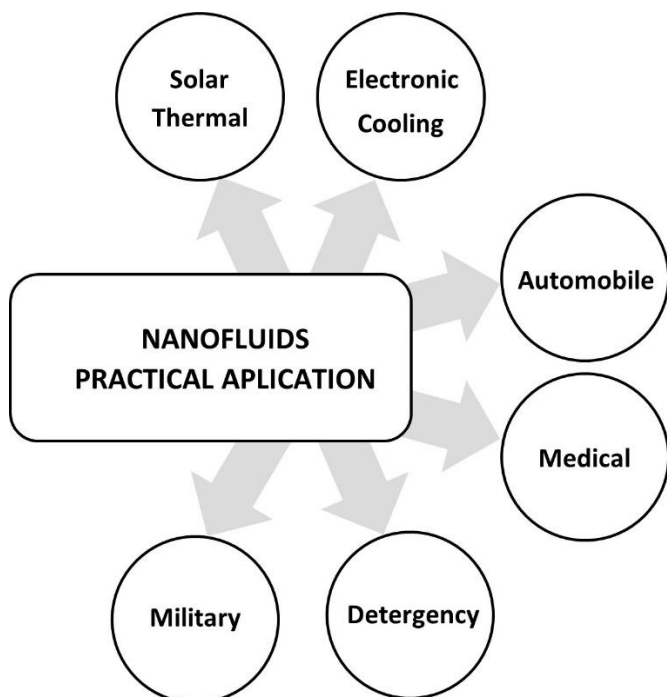 Solar
Thermal
Electronic
Cooling
Automobile
NANOFLUIDS
PRACTICAL APLICATION
Medical
Military
Detergency